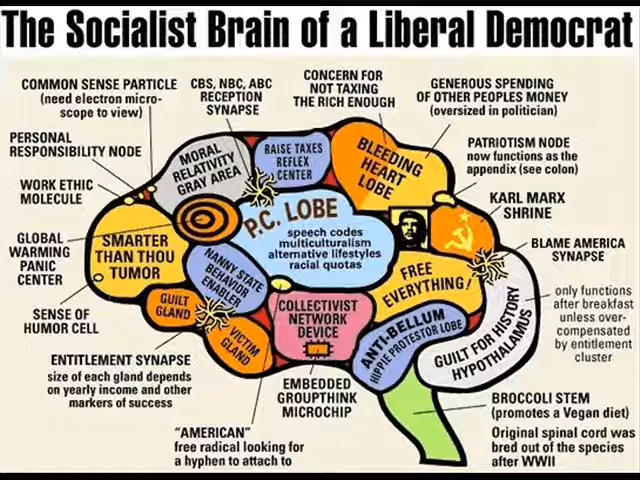 The Socialist Brain of a Liberal Democrat
COMMON SENSE PARTICLE
(need electron micro-
scope to view)
CBS, NBC, ABC
RECEPTION
SYNAPSE
CONCERN FOR
NOT TAXING
THE RICH ENOUGH
GENEROUS SPENDING
OF OTHER PEOPLES MONEY
(oversized in politician)
PERSONAL
RESPONSIBILITY NODE
MORAL
RELATIVITY
GRAY AREA
RAISE TAXES
REFLEX
CENTER
BLEEDING
HEART
LOBE
PATRIOTISM NODE
now functions as the
appendix (see colon)
WORK ETHIC
MOLECULE
KARL MARX
SHRINE
P.C. LOBE
speech codes
multiculturalism
alternative lifestyles
racial quotas
GLOBAL
WARMING
PANIC
CENTER
SMARTER
THAN THOU
TUMOR
NANNY STATE
BEHAVIOR
ENABLER
FREE
EVERYTHING!
BLAME AMERICA
SYNAPSE
SENSE OF
HUMOR CELL
GUILT
GLAND
VICTIM
GLAND
COLLECTIVIST
NETWORK
DEVICE
ANTI-BELLUM
HIPPIE PROTESTOR LOBE
GUILT FOR HISTORY
HYPOTHALAMUS
only functions
after breakfast
unless over-
compensated
by entitlement
cluster
ENTITLEMENT SYNAPSE
size of each gland depends
on yearly income and other
markers of success
EMBEDDED
GROUPTHINK
MICROCHIP
"AMERICAN"
free radical looking for
a hyphen to attach to
BROCCOLI STEM
(promotes a Vegan diet)
Original spinal cord was
bred out of the species
after WWII